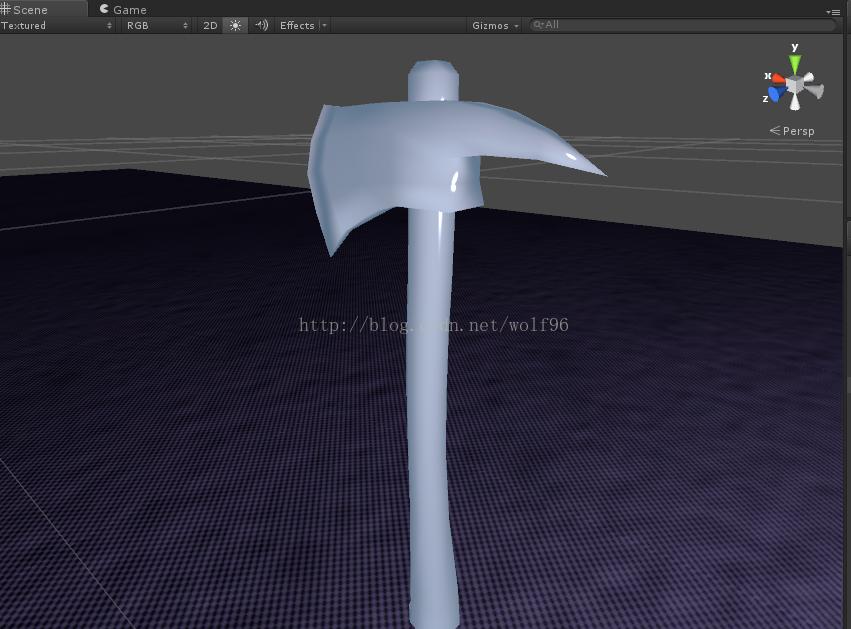 Scene Game
Textured RGB 2D Effects Gizmos All
y
x
z
Persp
http://blog.csdn.net/wolf96